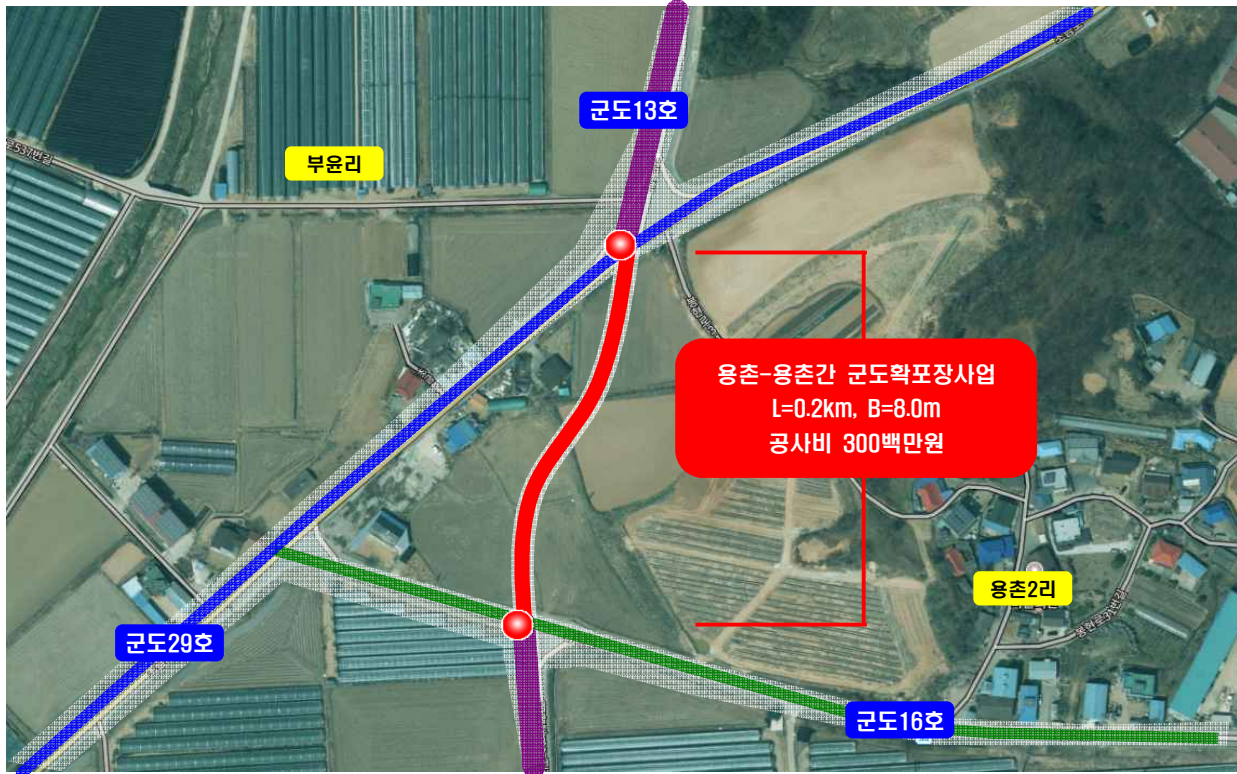 군도13호
부윤리
용촌-용촌간 군도확포장사업
L=0.2km, B=8.0m
공사비 300백만원
용촌2리
군도29호
군도16호